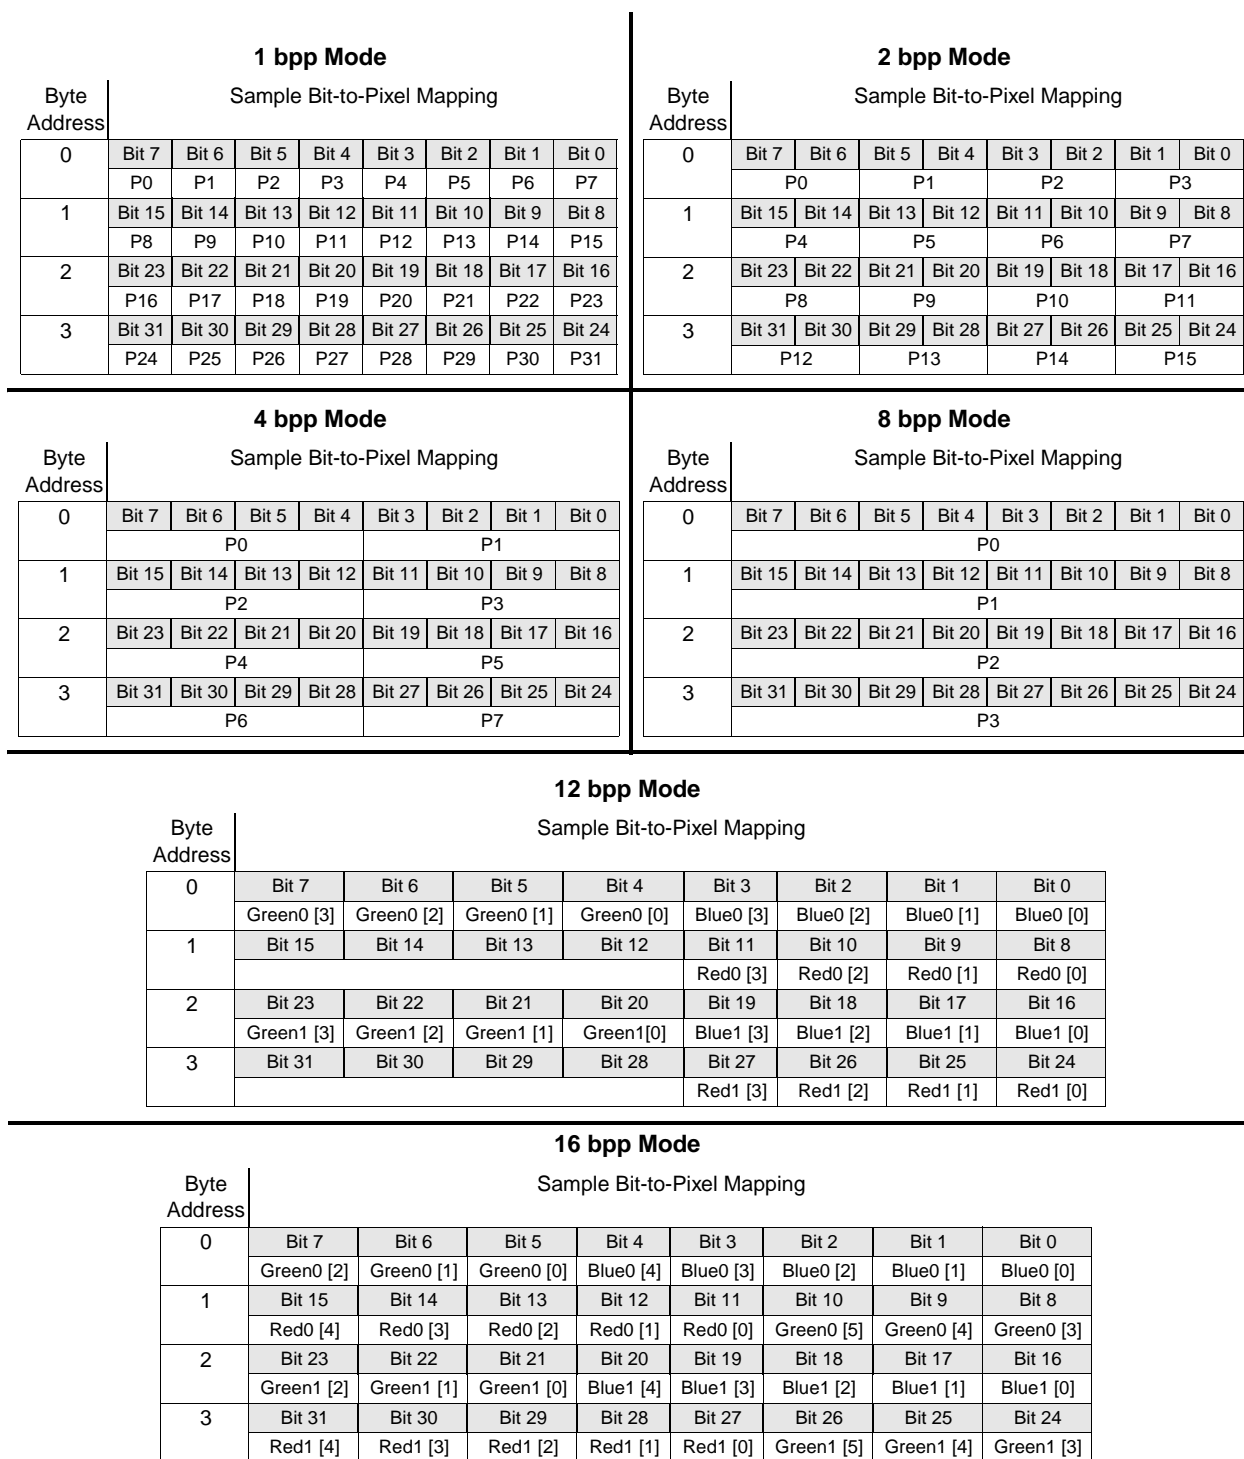 1 bpp Mode
Byte Address
Sample Bit-to-Pixel Mapping
0 Bit 7 Bit 6 Bit 5 Bit 4 Bit 3 Bit 2 Bit 1 Bit 0
P0 P1 P2 P3 P4 P5 P6 P7
1 Bit 15 Bit 14 Bit 13 Bit 12 Bit 11 Bit 10 Bit 9 Bit 8
P8 P9 P10 P11 P12 P13 P14 P15
2 Bit 23 Bit 22 Bit 21 Bit 20 Bit 19 Bit 18 Bit 17 Bit 16
P16 P17 P18 P19 P20 P21 P22 P23
3 Bit 31 Bit 30 Bit 29 Bit 28 Bit 27 Bit 26 Bit 25 Bit 24
P24 P25 P26 P27 P28 P29 P30 P31
2 bpp Mode
Byte Address
Sample Bit-to-Pixel Mapping
0 Bit 7 Bit 6 Bit 5 Bit 4 Bit 3 Bit 2 Bit 1 Bit 0
P0 P1 P2 P3
1 Bit 15 Bit 14 Bit 13 Bit 12 Bit 11 Bit 10 Bit 9 Bit 8
P4 P5 P6 P7
2 Bit 23 Bit 22 Bit 21 Bit 20 Bit 19 Bit 18 Bit 17 Bit 16
P8 P9 P10 P11
3 Bit 31 Bit 30 Bit 29 Bit 28 Bit 27 Bit 26 Bit 25 Bit 24
P12 P13 P14 P15
4 bpp Mode
Byte Address
Sample Bit-to-Pixel Mapping
0 Bit 7 Bit 6 Bit 5 Bit 4 Bit 3 Bit 2 Bit 1 Bit 0
P0 P1
1 Bit 15 Bit 14 Bit 13 Bit 12 Bit 11 Bit 10 Bit 9 Bit 8
P2 P3
2 Bit 23 Bit 22 Bit 21 Bit 20 Bit 19 Bit 18 Bit 17 Bit 16
P4 P5
3 Bit 31 Bit 30 Bit 29 Bit 28 Bit 27 Bit 26 Bit 25 Bit 24
P6 P7
8 bpp Mode
Byte Address
Sample Bit-to-Pixel Mapping
0 Bit 7 Bit 6 Bit 5 Bit 4 Bit 3 Bit 2 Bit 1 Bit 0
P0
1 Bit 15 Bit 14 Bit 13 Bit 12 Bit 11 Bit 10 Bit 9 Bit 8
P1
2 Bit 23 Bit 22 Bit 21 Bit 20 Bit 19 Bit 18 Bit 17 Bit 16
P2
3 Bit 31 Bit 30 Bit 29 Bit 28 Bit 27 Bit 26 Bit 25 Bit 24
P3
12 bpp Mode
Byte Address
Sample Bit-to-Pixel Mapping
0 Bit 7 Bit 6 Bit 5 Bit 4 Bit 3 Bit 2 Bit 1 Bit 0
Green0 [3] Green0 [2] Green0 [1] Green0 [0] Blue0 [3] Blue0 [2] Blue0 [1] Blue0 [0]
1 Bit 15 Bit 14 Bit 13 Bit 12 Bit 11 Bit 10 Bit 9 Bit 8
Red0 [3] Red0 [2] Red0 [1] Red0 [0]
2 Bit 23 Bit 22 Bit 21 Bit 20 Bit 19 Bit 18 Bit 17 Bit 16
Green1 [3] Green1 [2] Green1 [1] Green1[0] Blue1 [3] Blue1 [2] Blue1 [1] Blue1 [0]
3 Bit 31 Bit 30 Bit 29 Bit 28 Bit 27 Bit 26 Bit 25 Bit 24
Red1 [3] Red1 [2] Red1 [1] Red1 [0]
16 bpp Mode
Byte Address
Sample Bit-to-Pixel Mapping
0 Bit 7 Bit 6 Bit 5 Bit 4 Bit 3 Bit 2 Bit 1 Bit 0
Green0 [2] Green0 [1] Green0 [0] Blue0 [4] Blue0 [3] Blue0 [2] Blue0 [1] Blue0 [0]
1 Bit 15 Bit 14 Bit 13 Bit 12 Bit 11 Bit 10 Bit 9 Bit 8
Red0 [4] Red0 [3] Red0 [2] Red0 [1] Red0 [0] Green0 [5] Green0 [4] Green0 [3]
2 Bit 23 Bit 22 Bit 21 Bit 20 Bit 19 Bit 18 Bit 17 Bit 16
Green1 [2] Green1 [1] Green1 [0] Blue1 [4] Blue1 [3] Blue1 [2] Blue1 [1] Blue1 [0]
3 Bit 31 Bit 30 Bit 29 Bit 28 Bit 27 Bit 26 Bit 25 Bit 24
Red1 [4] Red1 [3] Red1 [2] Red1 [1] Red1 [0] Green1 [5] Green1 [4] Green1 [3]